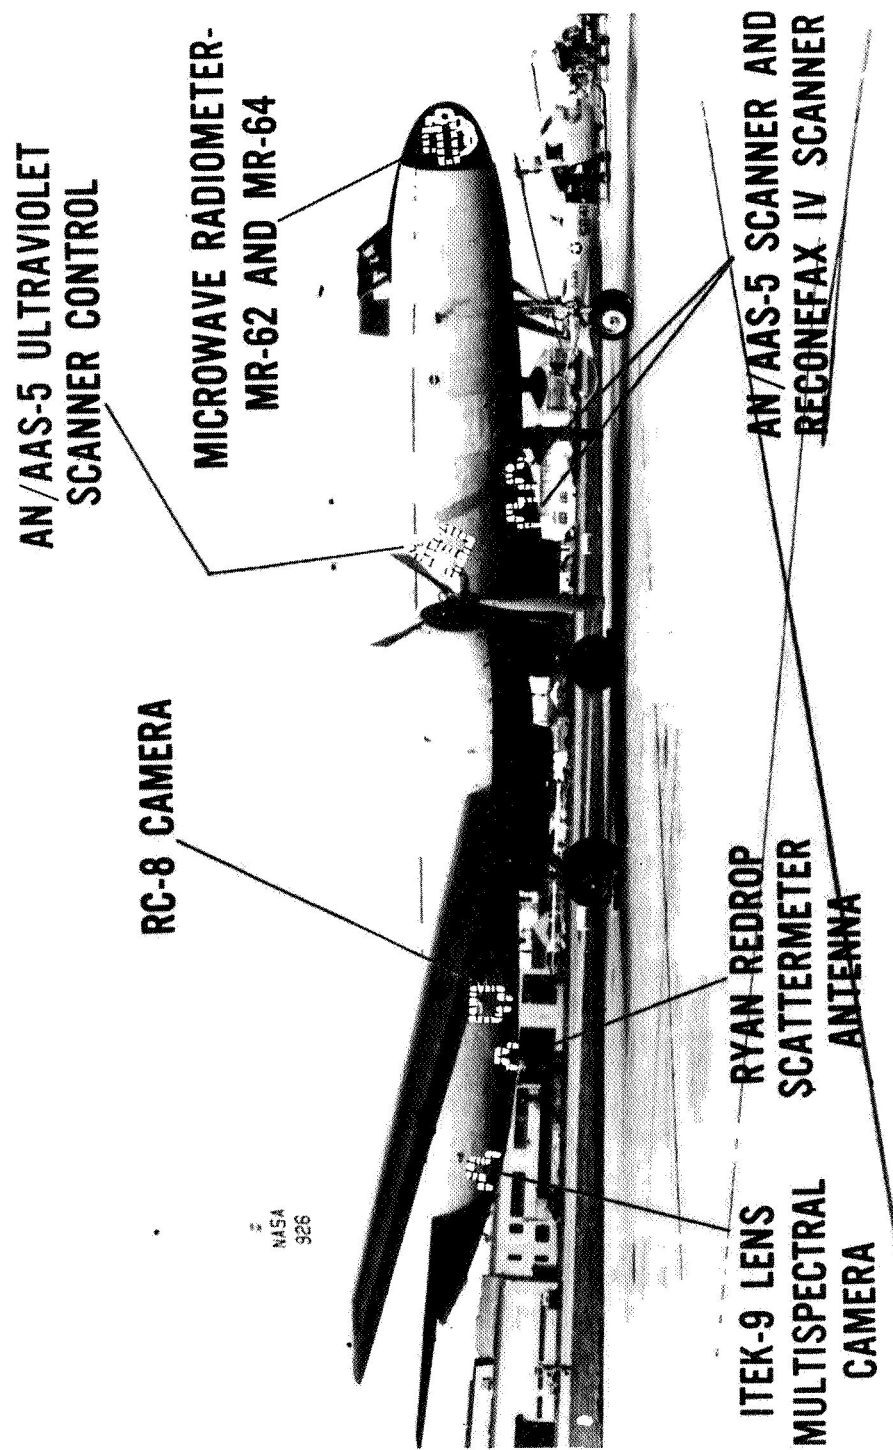 AN/AAS-5 ULTRAVIOLET
SCANNER CONTROL
MICROWAVE RADIOMETER-
MR-62 AND MR-64
RC-8 CAMERA
NASA
926
ITEK-9 LENS
MULTISPECTRAL
CAMERA
RYAN REDROP
SCATTERMETER
ANTENNA
AN/AAS-5 SCANNER AND
RECONEFAX IV SCANNER